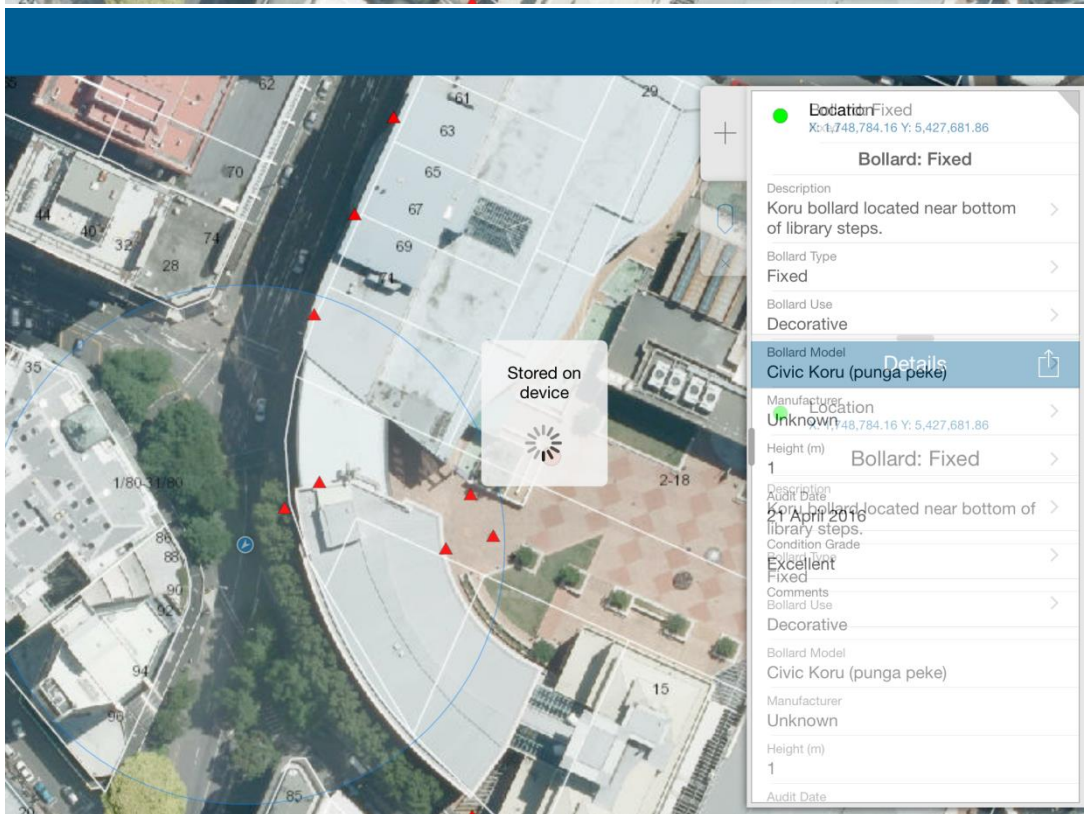 62
29
61
63
65
70
67
44
40
32
74
69
71
28
35
Stored on
device
1/80-31/80
2-18
86
88
90
92
94
96
15
85
Location
Bollard: Fixed
X: 1,748,784.16 Y: 5,427,681.86
Bollard: Fixed
Description
Koru bollard located near bottom
of library steps.
Bollard Type
Fixed
Bollard Use
Decorative
Bollard Model
Civic Koru (punga peke)
Details
Manufacturer
Unknown
Location
X: 1,748,784.16 Y: 5,427,681.86
Height (m)
1
Bollard: Fixed
Description
Audit Date
21 April 2016
Koru bollard located near bottom of
library steps.
Condition Grade
Excellent
Bollard Type
Fixed
Comments
Bollard Use
Decorative
Bollard Model
Civic Koru (punga peke)
Manufacturer
Unknown
Height (m)
1
Audit Date